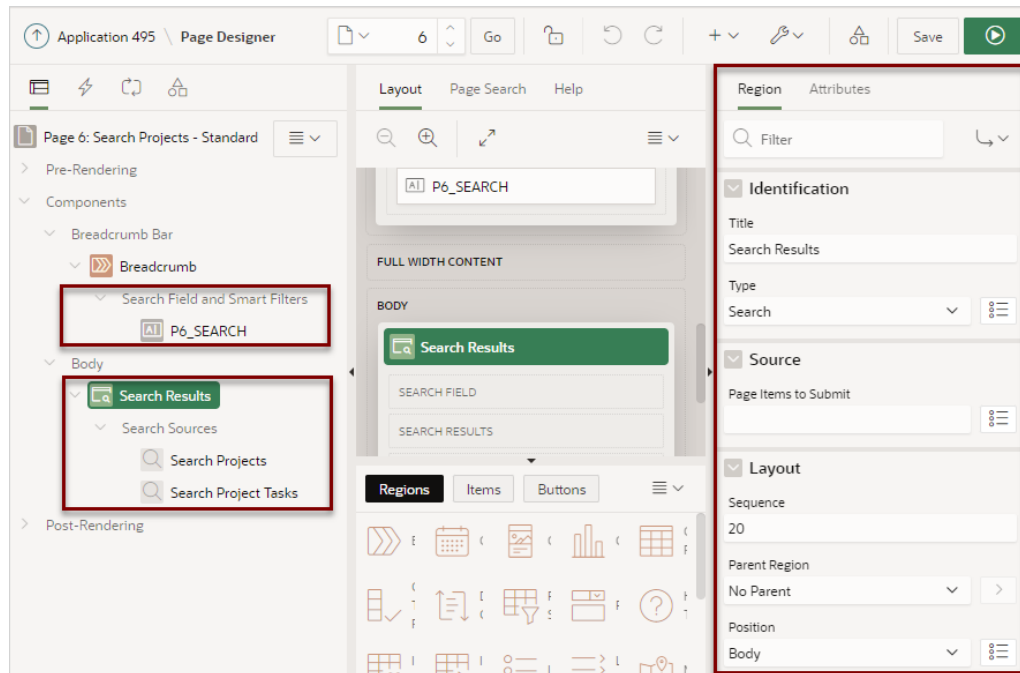 Application 495 \ Page Designer
6
Go
Save
Page 6: Search Projects - Standard
Pre-Rendering
Components
Breadcrumb Bar
Breadcrumb
Search Field and Smart Filters
P6_SEARCH
Body
Search Results
Search Sources
Search Projects
Search Project Tasks
Post-Rendering
Layout Page Search Help
P6_SEARCH
FULL WIDTH CONTENT
BODY
Search Results
SEARCH FIELD
SEARCH RESULTS
Regions Items Buttons
Region Attributes
Filter
Identification
Title
Search Results
Type
Search
Source
Page Items to Submit
Layout
Sequence
20
Parent Region
No Parent
Position
Body